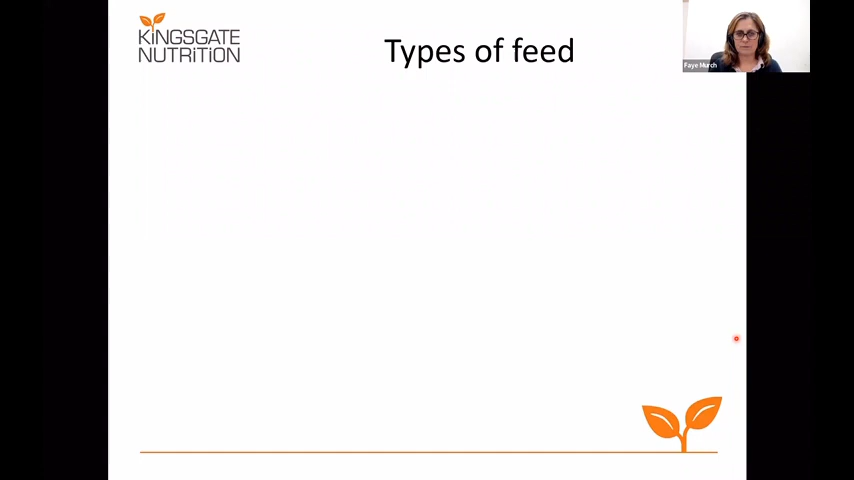 KiNGSGATE
NUTRiTiON
Types of feed
Faye Murch